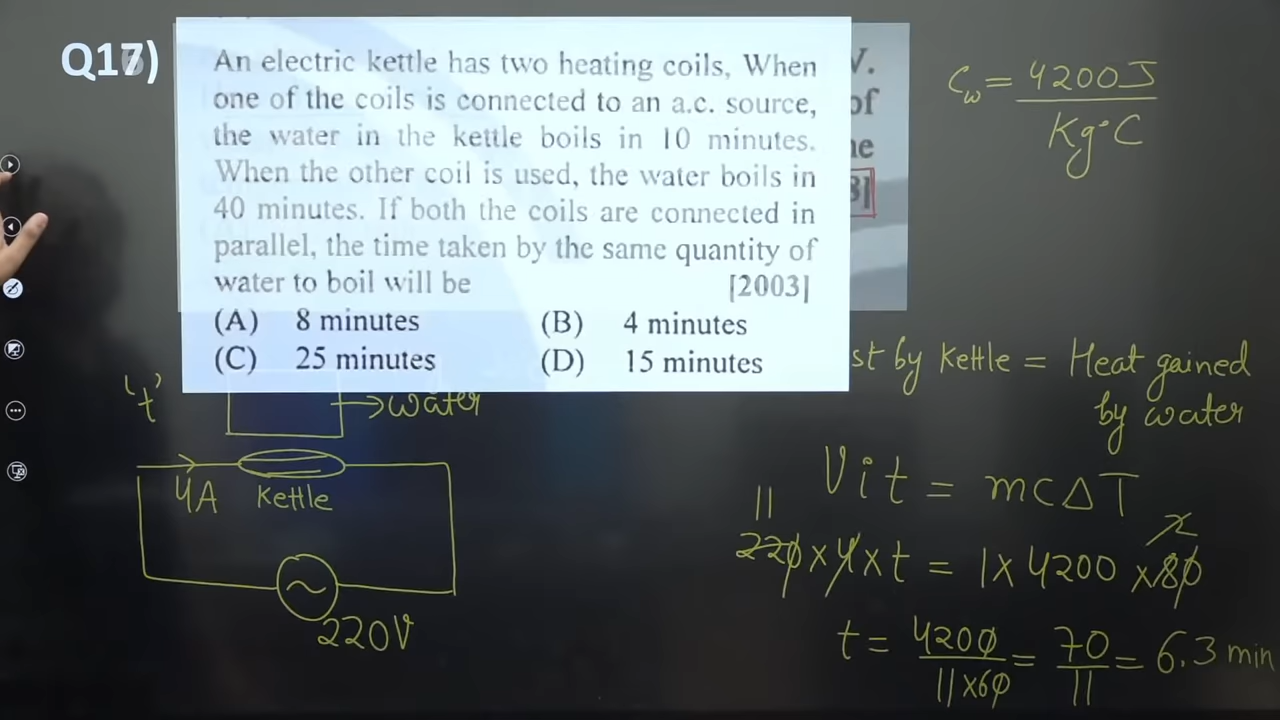 Q17)
An electric kettle has two heating coils, When
one of the coils is connected to an a.c. source,
the water in the kettle boils in 10 minutes.
When the other coil is used, the water boils in
40 minutes. If both the coils are connected in
parallel, the time taken by the same quantity of
water to boil will be [2003]
(A) 8 minutes (B) 4 minutes
(C) 25 minutes (D) 15 minutes
V.
of
Cw = 4200J
Kg°C
st by Kettle = Heat gained
by water
't'
→water
4A Kettle
220V
Vit = mcΔT
11 2
220 x 4 x t = 1 x 4200 x 80
t = 4200 = 70 = 6.3 min
11x60 11